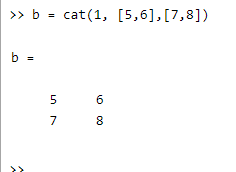 >> b = cat(1, [5,6],[7,8])
b =
5 6
7 8
>>